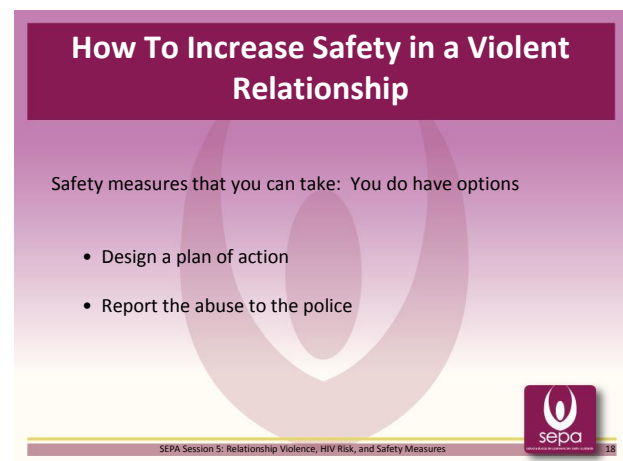 How To Increase Safety in a Violent
Relationship
Safety measures that you can take:  You do have options
• Design a plan of action
• Report the abuse to the police
sepa
SEPA Session 5: Relationship Violence, HIV Risk, and Safety Measures
18